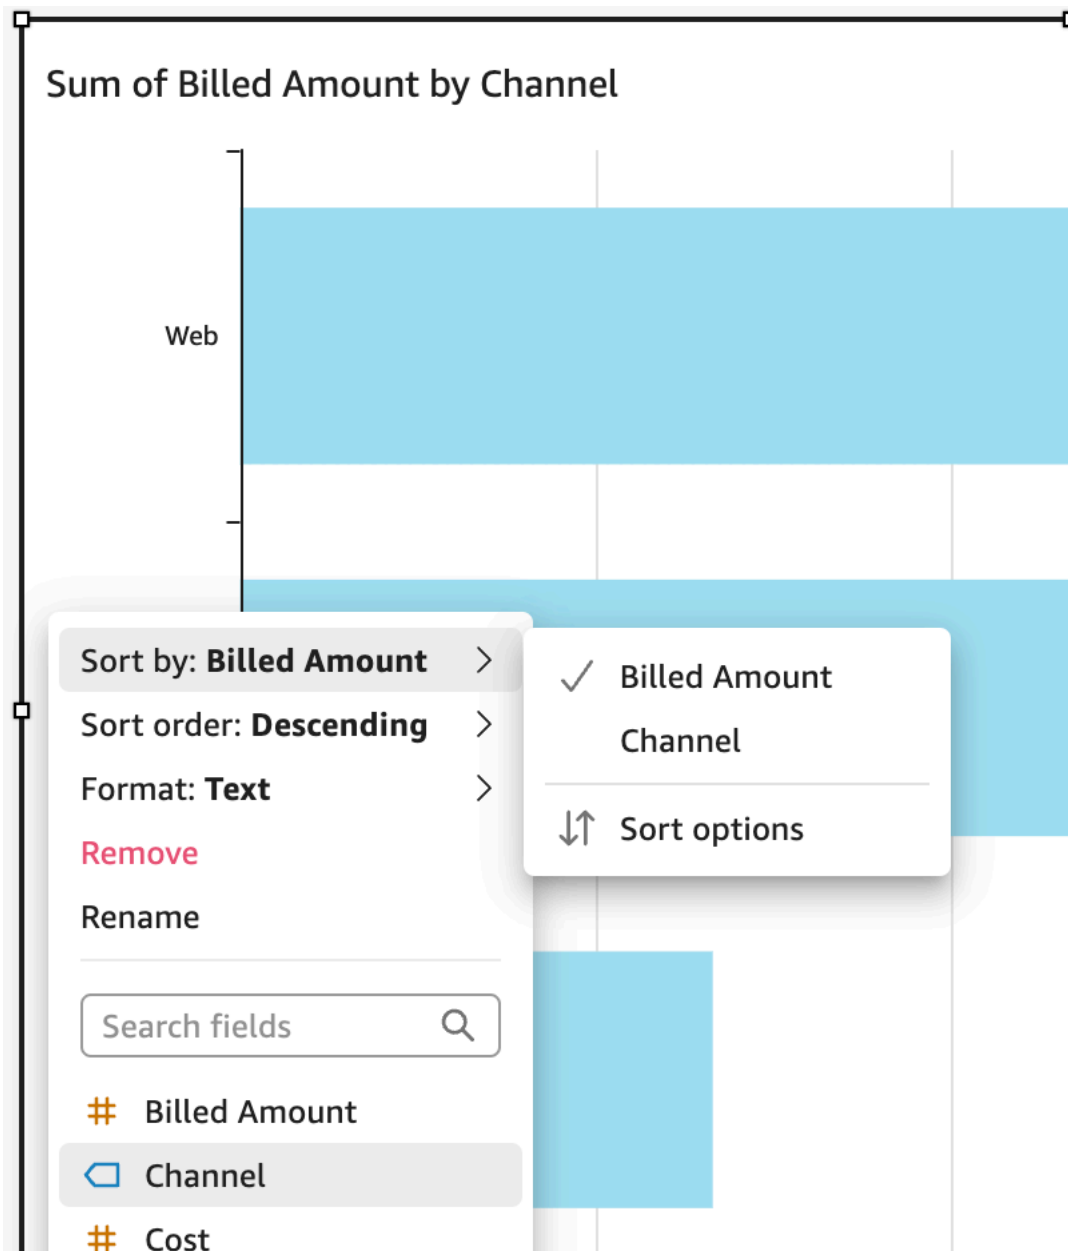 Sum of Billed Amount by Channel
Web
Sort by: Billed Amount
Sort order: Descending
Format: Text
Remove
Rename
Search fields
Billed Amount
Channel
Cost
Billed Amount
Channel
Sort options